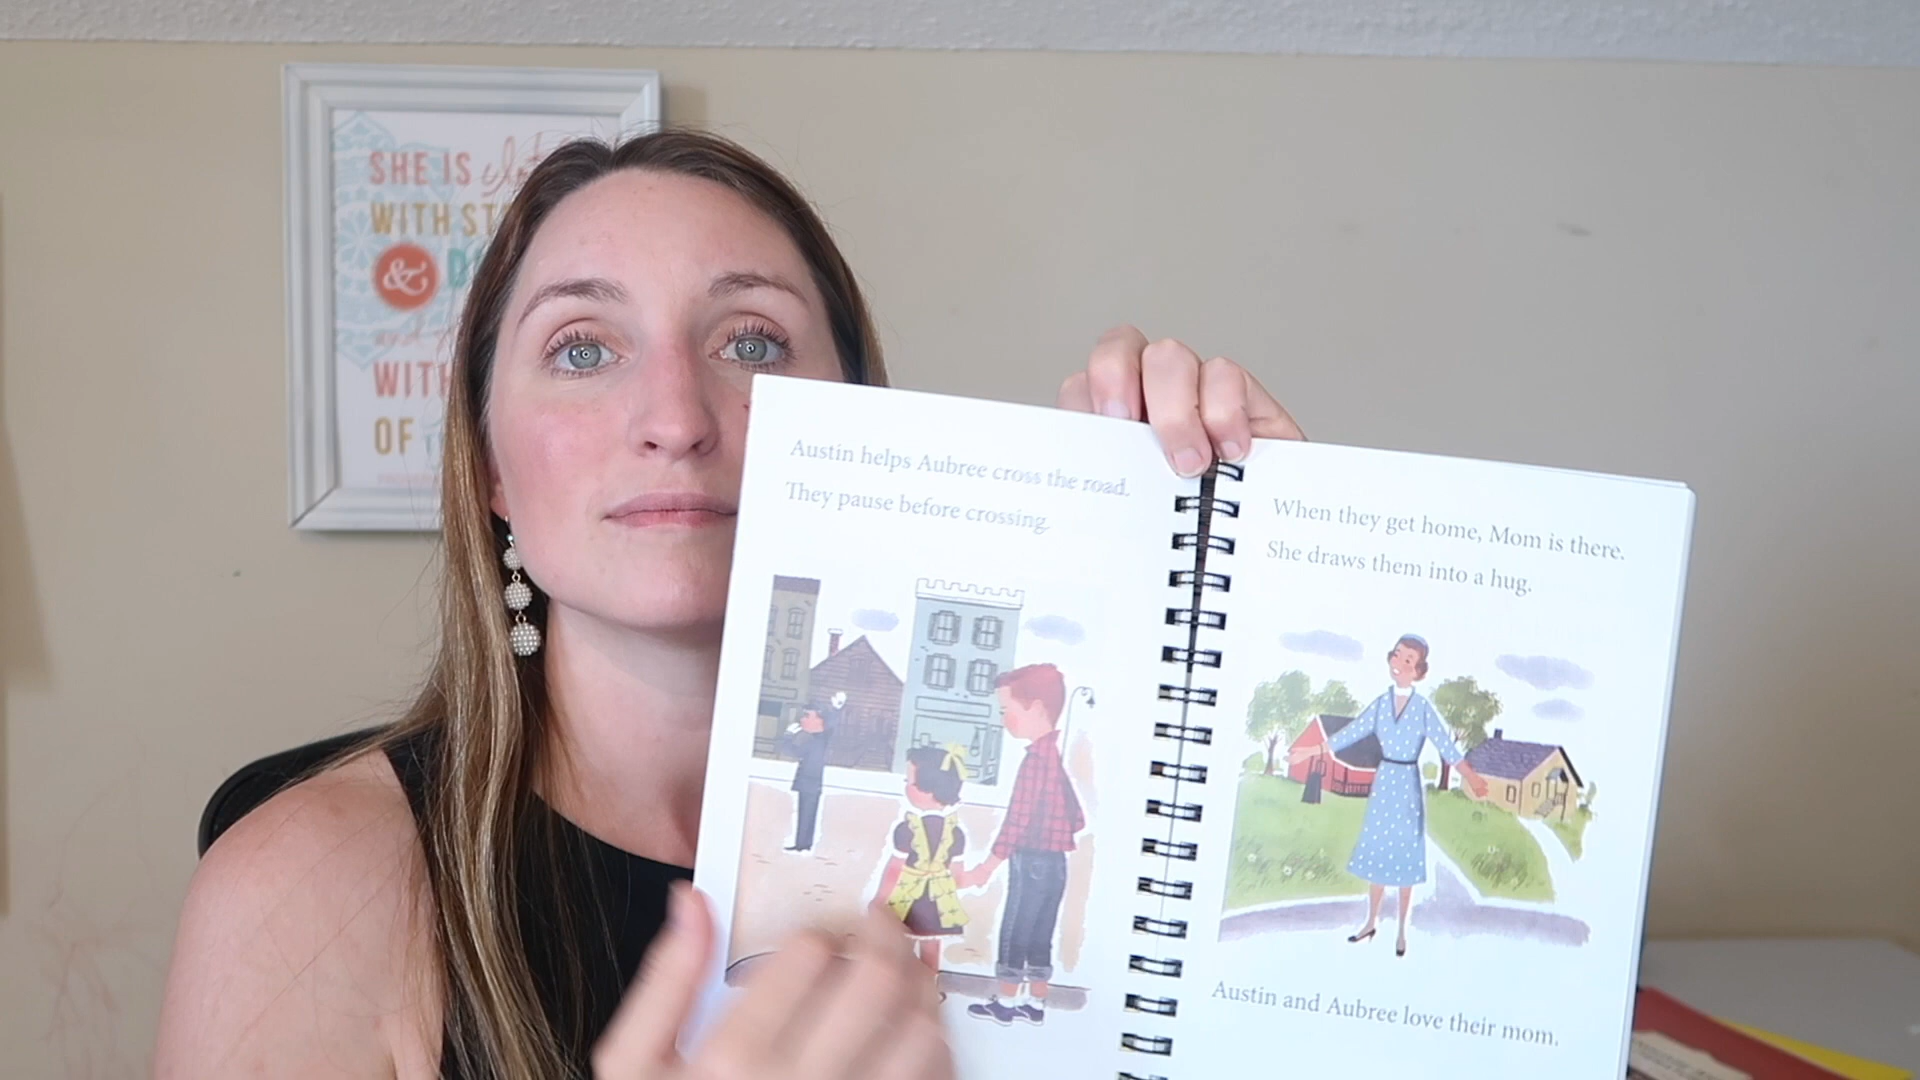 SHE IS
WITH
&
WITH
OF
Austin helps Aubree cross the road.
They pause before crossing.
When they get home, Mom is there.
She draws them into a hug.
Austin and Aubree love their mom.